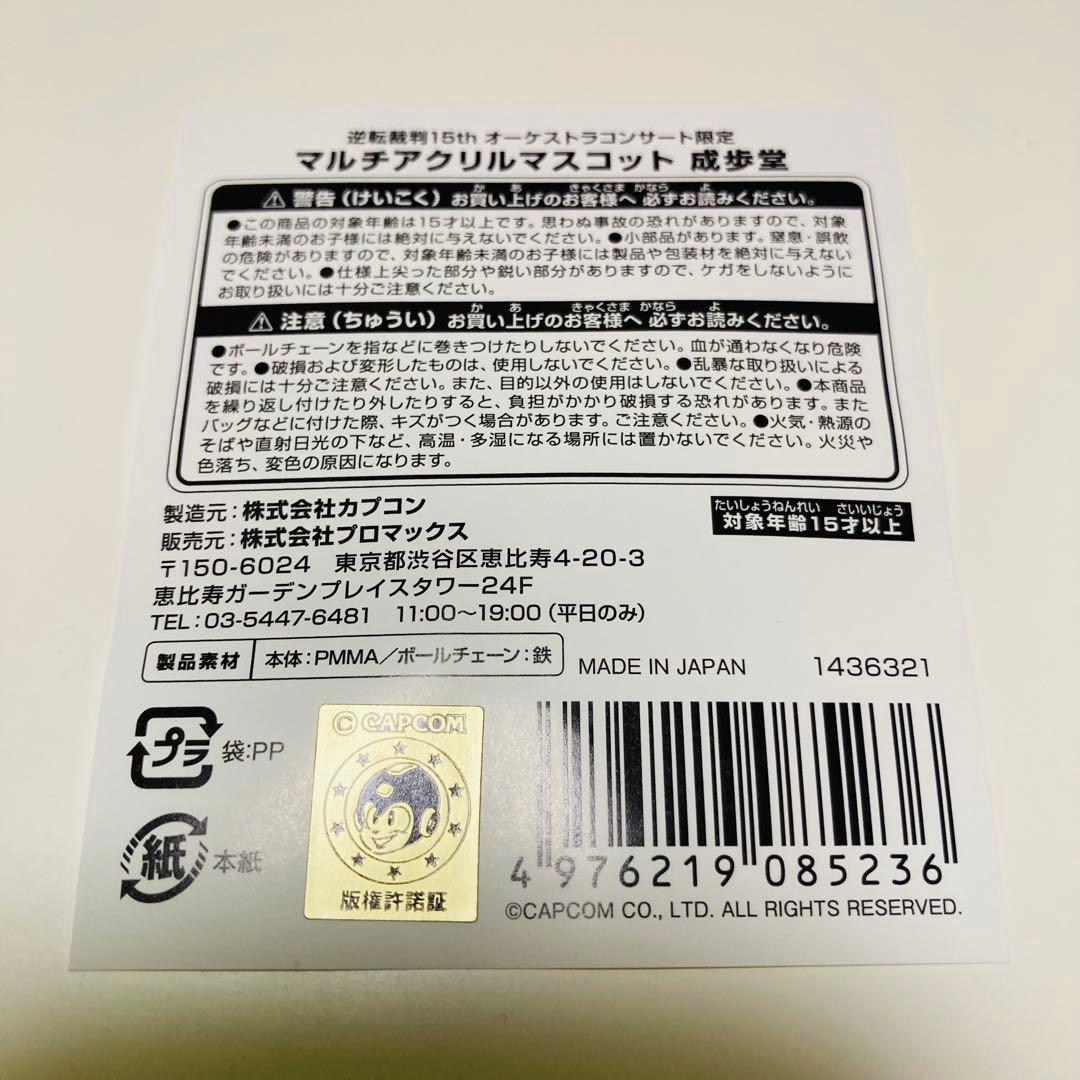 逆転裁判15th オーケストラコンサート限定
マルチアクリルマスコット 成歩堂
⚠ 警告(けいこく) お買い上げのお客様へ 必ずお読みください。
か あ きゃくさま かなら よ
●この商品の対象年齢は15才以上です。思わぬ事故の恐れがありますので、対象
年齢未満のお子様には絶対に与えないでください。●小部品があります。窒息・誤飲
の危険がありますので、対象年齢未満のお子様には製品や包装材を絶対に与えない
でください。●仕様上尖った部分や鋭い部分がありますので、ケガをしないように
お取り扱いには十分ご注意ください。
⚠ 注意(ちゅうい) お買い上げのお客様へ 必ずお読みください。
か あ きゃくさま かなら よ
●ボールチェーンを指などに巻きつけたりしないでください。血が通わなくなり危険
です。●破損および変形したものは、使用しないでください。●乱暴な取り扱いによる
破損には十分ご注意ください。また、目的以外の使用はしないでください。●本商品
を繰り返し付けたり外したりすると、負担がかかり破損する恐れがあります。また
バッグなどに付けた際、キズがつく場合があります。ご注意ください。●火気・熱源の
そばや直射日光の下など、高温・多湿になる場所には置かないでください。火災や
色落ち、変色の原因になります。
製造元:株式会社カプコン
販売元:株式会社プロマックス
〒150-6024 東京都渋谷区恵比寿4-20-3
恵比寿ガーデンプレイスタワー24F
TEL:03-5447-6481 11:00〜19:00(平日のみ)
たいしょうねんれい さいいじょう
対象年齢15才以上
製品素材 本体:PMMA/ボールチェーン:鉄
MADE IN JAPAN 1436321
プラ 袋:PP
紙 本紙
© CAPCOM
版権許諾証
4 976219 085236
©CAPCOM CO., LTD. ALL RIGHTS RESERVED.